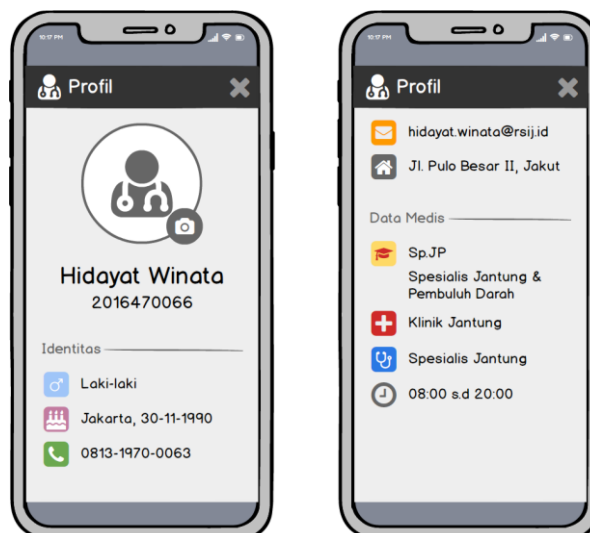 10:17 PM
Profil
Hidayat Winata
2016470066
Identitas
Laki-laki
Jakarta, 30-11-1990
0813-1970-0063
10:17 PM
Profil
hidayat.winata@rsij.id
Jl. Pulo Besar II, Jakut
Data Medis
Sp.JP
Spesialis Jantung &
Pembuluh Darah
Klinik Jantung
Spesialis Jantung
08:00 s.d 20:00